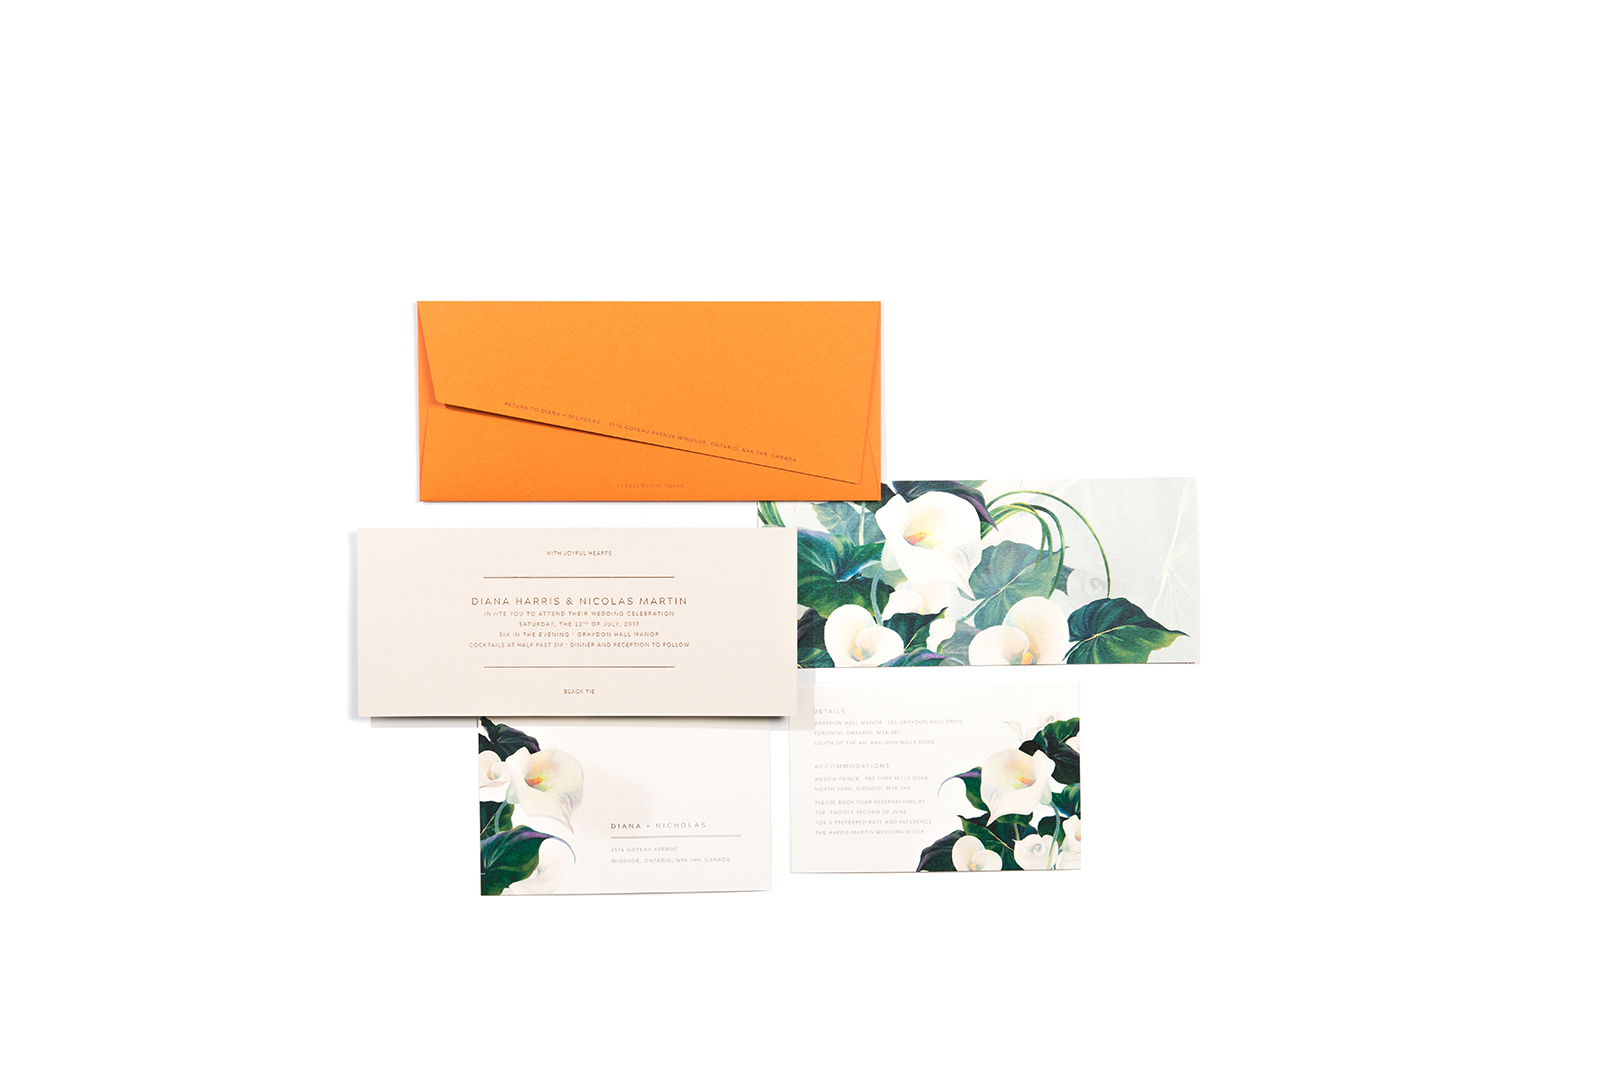 RETURN TO DIANA + NICHOLAS · 3576 GOYEAU AVENUE WINDSOR, ONTARIO, N9A 1H9, CANADA
WITH JOYFUL HEARTS
DIANA HARRIS & NICOLAS MARTIN
INVITE YOU TO ATTEND THEIR WEDDING CELEBRATION
SATURDAY, THE 22ND OF JULY, 2017
SIX IN THE EVENING · GRAYDON HALL MANOR
COCKTAILS AT HALF PAST SIX · DINNER AND RECEPTION TO FOLLOW
BLACK TIE
DIANA + NICHOLAS
3576 GOYEAU AVENUE
WINDSOR, ONTARIO, N9A 1H9, CANADA
DETAILS
GRAYDON HALL MANOR · 185 GRAYDON HALL DRIVE
TORONTO, ONTARIO, M3A 3B1
SOUTH OF THE 401 AND DON MILLS ROAD
ACCOMMODATIONS
WESTIN PRINCE · 900 YORK MILLS ROAD
NORTH YORK, ONTARIO, M3B 3H2
PLEASE BOOK YOUR RESERVATIONS BY
THE TWENTY-SECOND OF JUNE
FOR A PREFERRED RATE AND REFERENCE
THE HARRIS-MARTIN WEDDING BLOCK